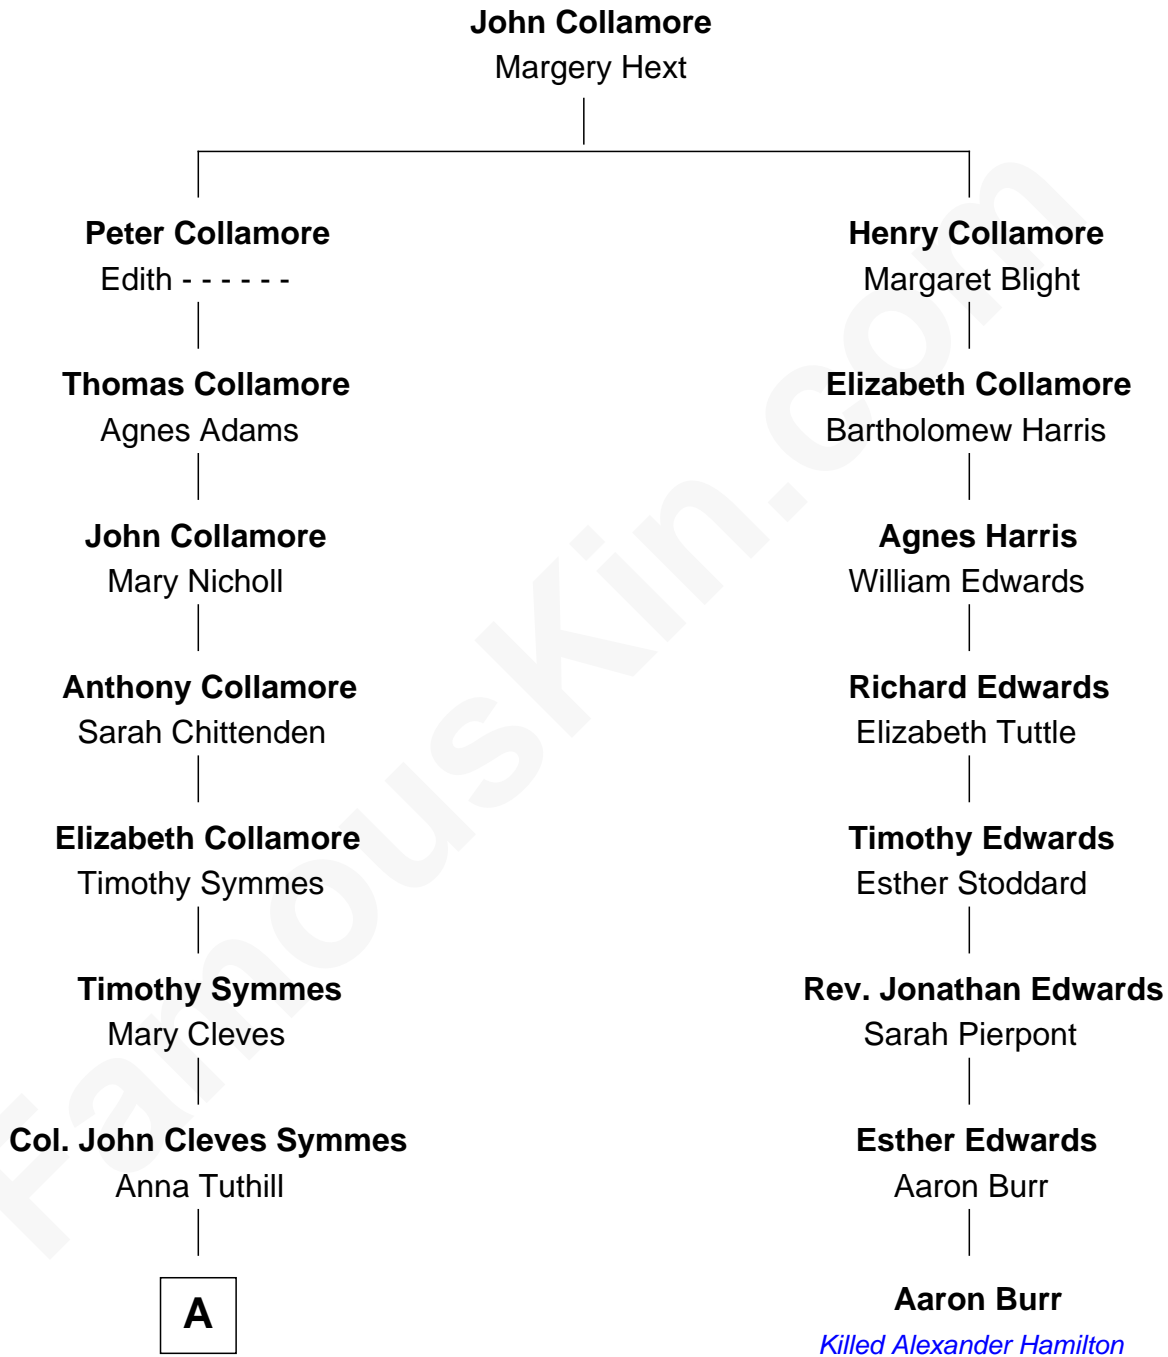 John Collamore
Margery Hext
Peter Collamore
Edith - - - - - -
Thomas Collamore
Agnes Adams
John Collamore
Mary Nicholl
Anthony Collamore
Sarah Chittenden
Elizabeth Collamore
Timothy Symmes
Timothy Symmes
Mary Cleves
Col. John Cleves Symmes
Anna Tuthill
A
Henry Collamore
Margaret Blight
Elizabeth Collamore
Bartholomew Harris
Agnes Harris
William Edwards
Richard Edwards
Elizabeth Tuttle
Timothy Edwards
Esther Stoddard
Rev. Jonathan Edwards
Sarah Pierpont
Esther Edwards
Aaron Burr
Aaron Burr
Killed Alexander Hamilton
FamousKin.com